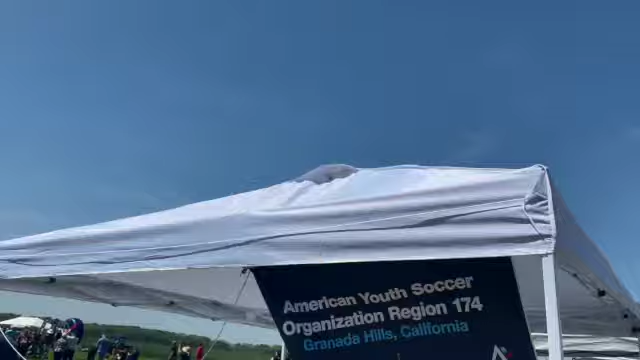 American Youth Soccer
Organization Region 174
Granada Hills, California